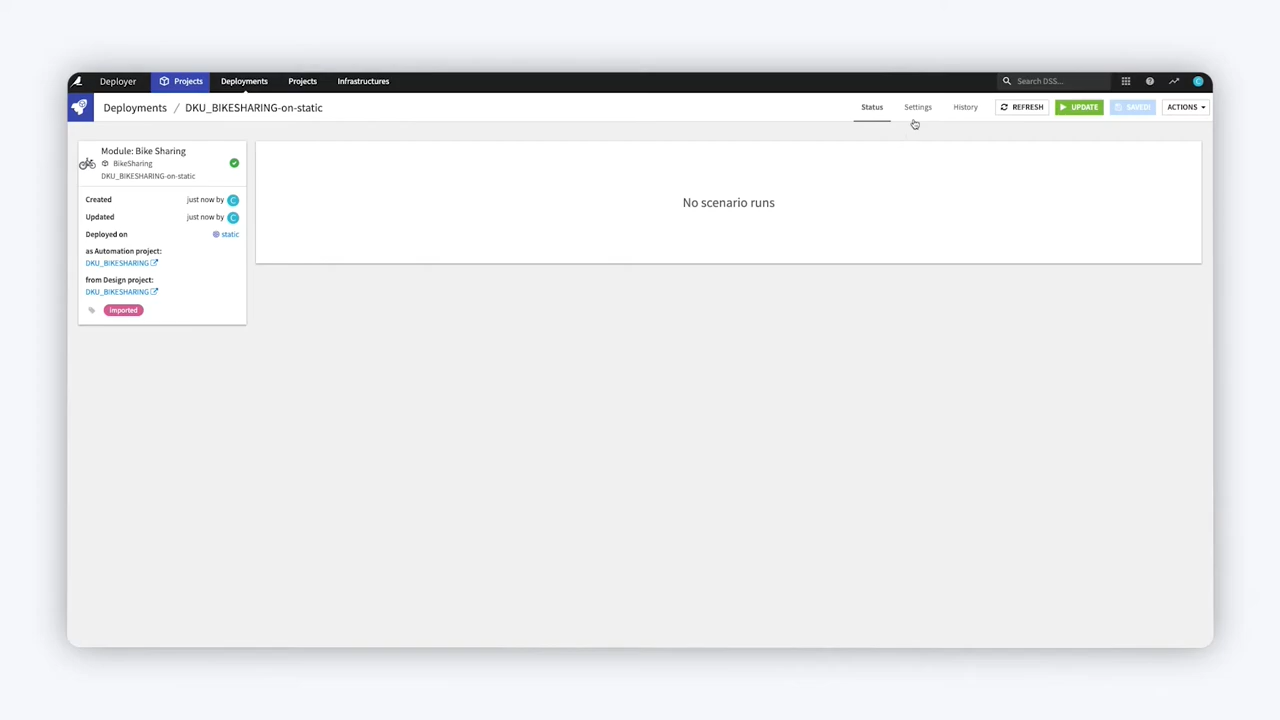 Deployer Projects Deployments Projects Infrastructures Search DSS... C
Deployments / DKU_BIKESHARING-on-static Status Settings History REFRESH UPDATE SAVED! ACTIONS
Module: Bike Sharing
BikeSharing
DKU_BIKESHARING-on-static
Created just now by C
Updated just now by C
Deployed on static
as Automation project:
DKU_BIKESHARING
from Design project:
DKU_BIKESHARING
Imported
No scenario runs